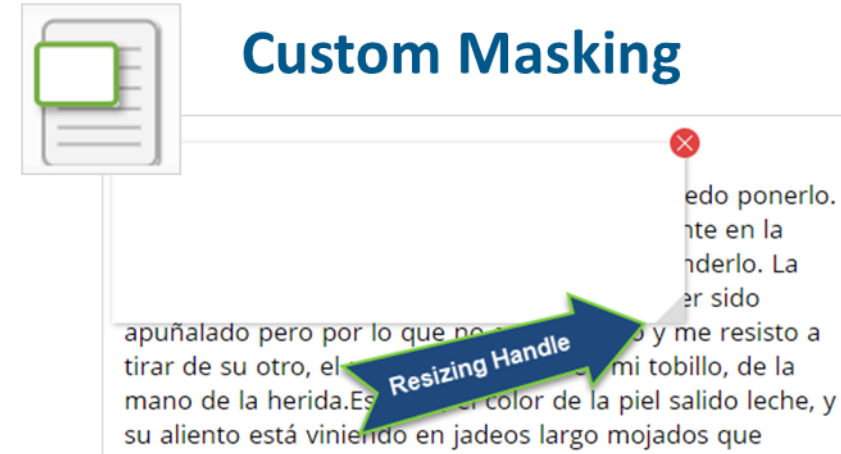 Custom Masking
edo ponerlo.
nte en la
nderlo. La
er sido
apuñalado pero por lo que no y me resisto a
tirar de su otro, el mi tobillo, de la
Resizing Handle
mano de la herida.Es color de la piel salido leche, y
su aliento está viniendo en jadeos largo mojados que